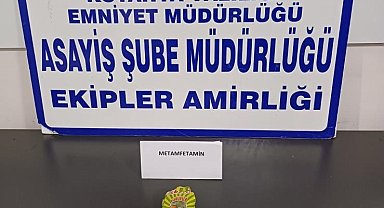 EMNİYET MÜDÜRLÜĞÜ
ASAYİŞ ŞUBE MÜDÜRLÜĞÜ
EKİPLER AMİRLİĞİ
METAMFETAMİN